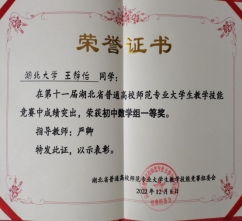 荣誉证书
湖北大学 王静怡 同学：
在第十一届湖北省普通高校师范专业大学生教学技能
竞赛中成绩突出，荣获初中数学组一等奖。
指导教师：严卿
特发此证，以示表彰。
湖北省普通高校师范专业大学生教学技能竞赛组委会
2022年12月6日